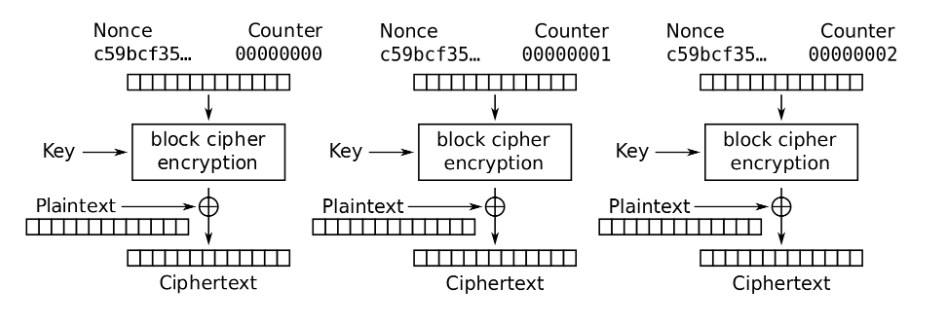 Nonce Counter Nonce Counter Nonce Counter
c59bcf35… 00000000 c59bcf35… 00000001 c59bcf35… 00000002
block cipher block cipher block cipher
Key encryption Key encryption Key encryption
Plaintext Plaintext Plaintext
Ciphertext Ciphertext Ciphertext